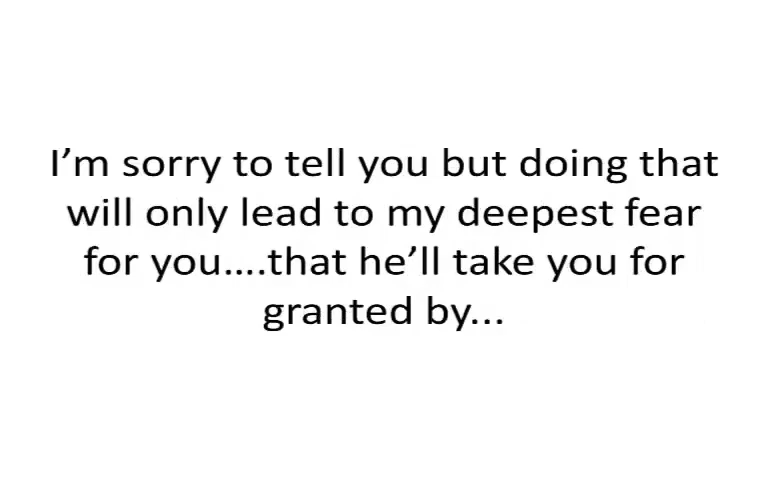 I’m sorry to tell you but doing that
will only lead to my deepest fear
for you….that he’ll take you for
granted by...